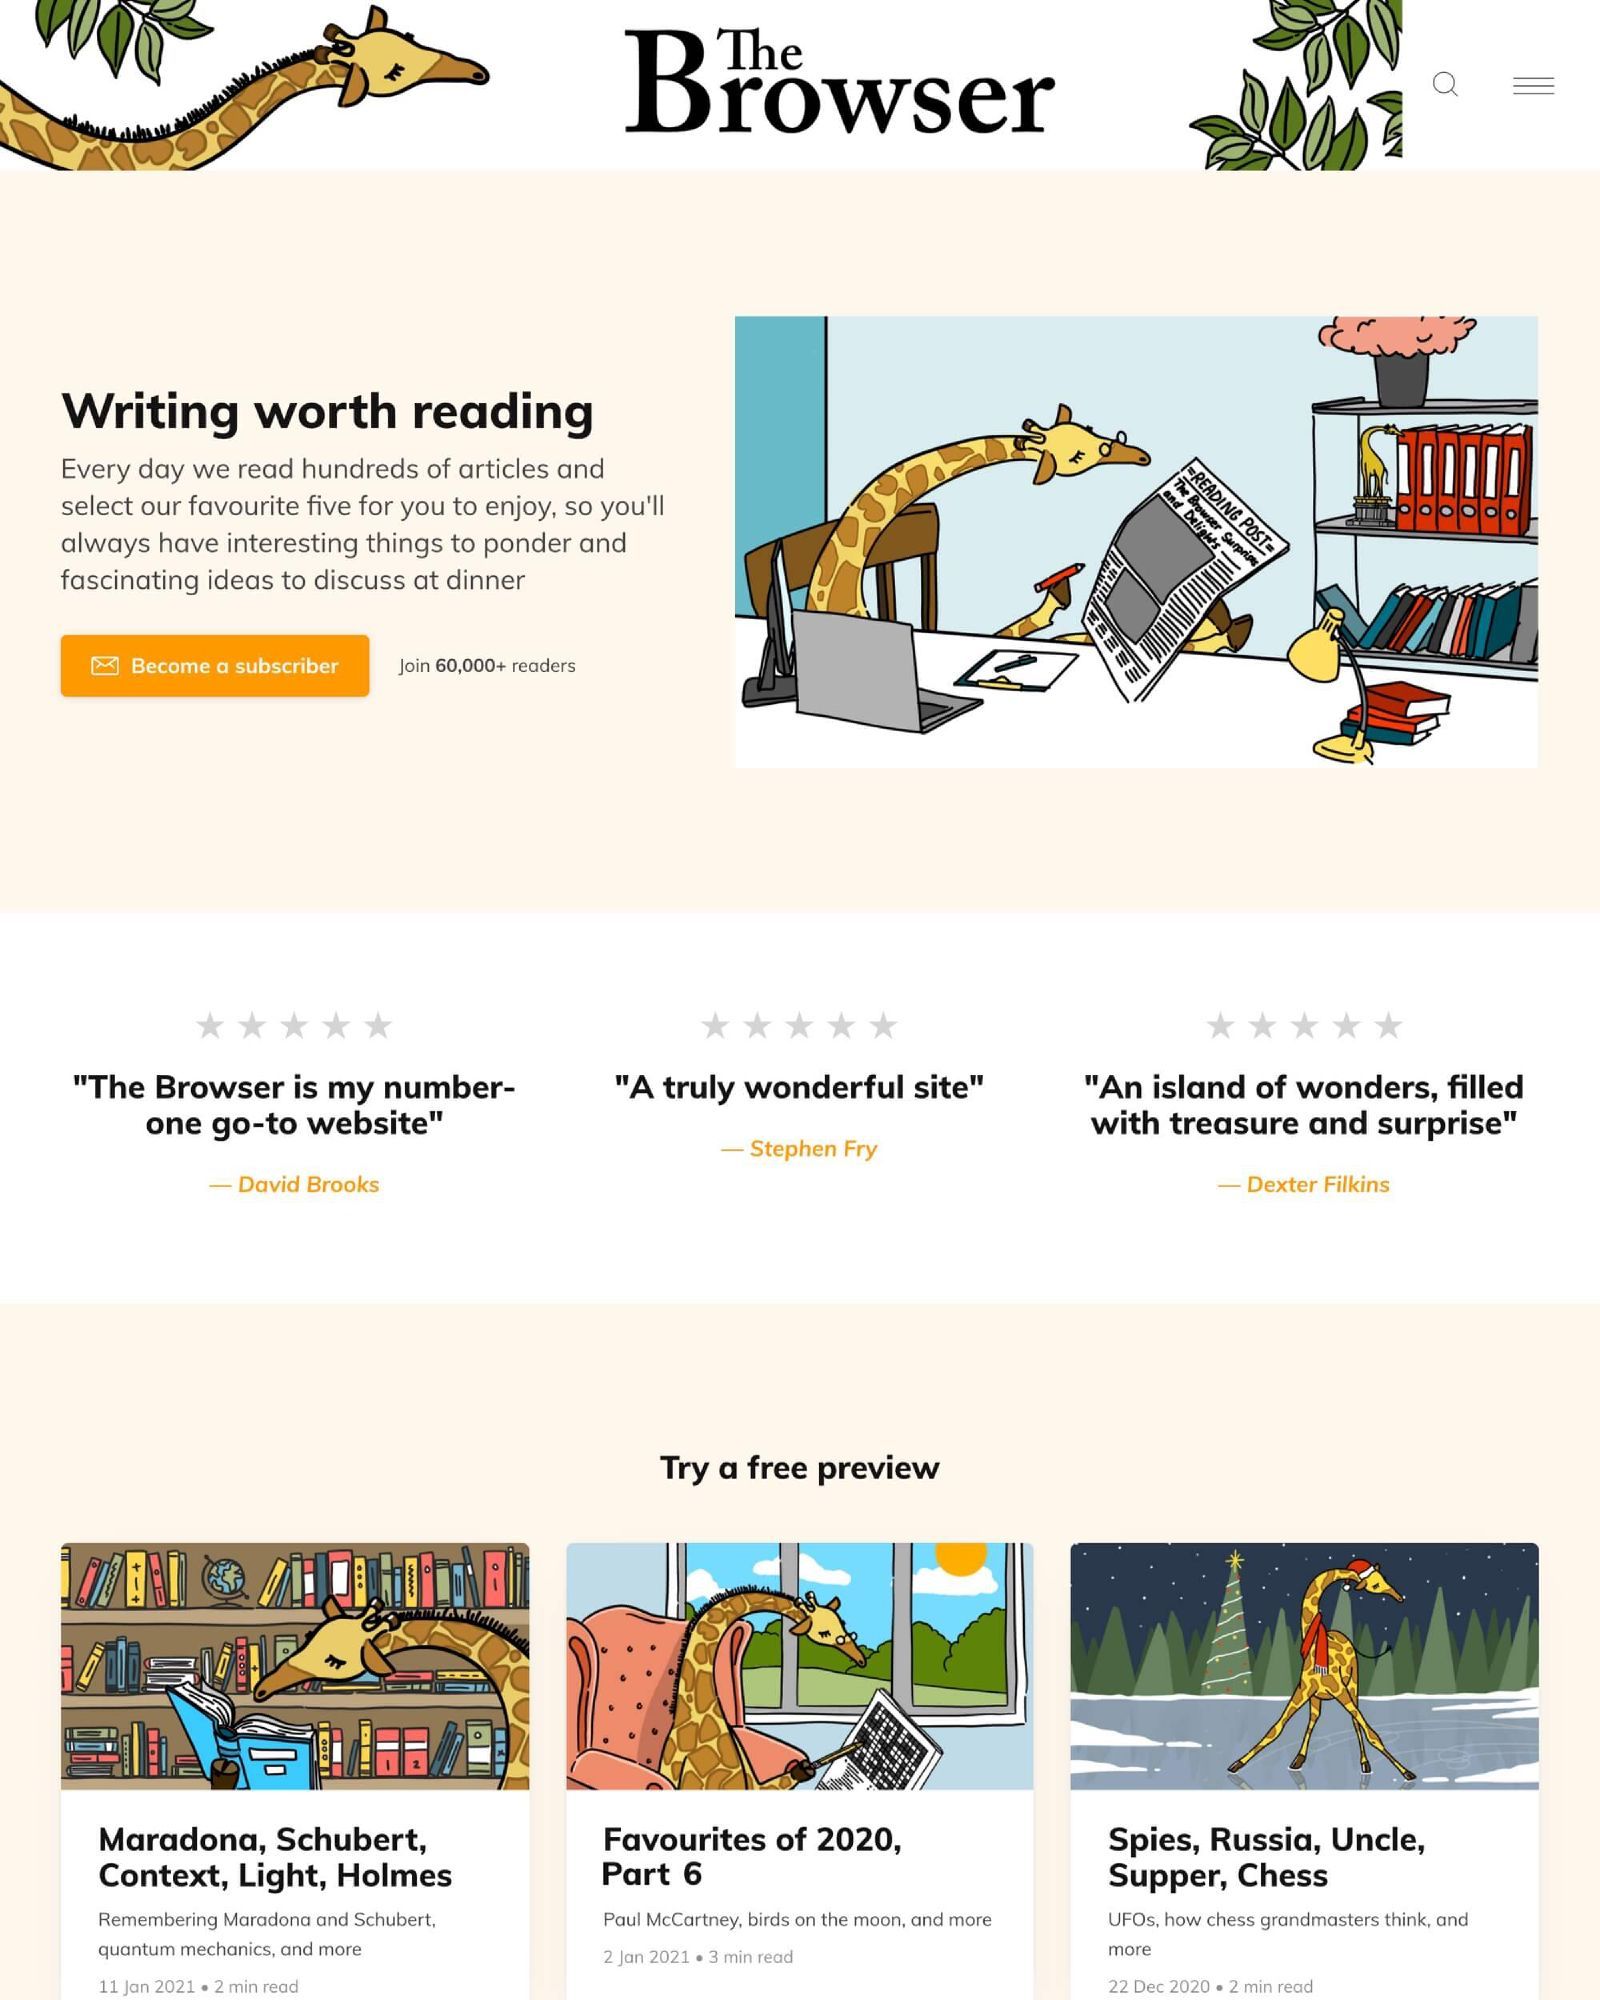 The
Browser
Writing worth reading
Every day we read hundreds of articles and
select our favourite five for you to enjoy, so you'll
always have interesting things to ponder and
fascinating ideas to discuss at dinner
Become a subscriber
Join 60,000+ readers
=READING POST=
The Browser Surprises
and Delights
"The Browser is my number-
one go-to website"
— David Brooks
"A truly wonderful site"
— Stephen Fry
"An island of wonders, filled
with treasure and surprise"
— Dexter Filkins
Try a free preview
1 2
Maradona, Schubert,
Context, Light, Holmes
Remembering Maradona and Schubert,
quantum mechanics, and more
11 Jan 2021 • 2 min read
Favourites of 2020,
Part 6
Paul McCartney, birds on the moon, and more
2 Jan 2021 • 3 min read
Spies, Russia, Uncle,
Supper, Chess
UFOs, how chess grandmasters think, and
more
22 Dec 2020 • 2 min read